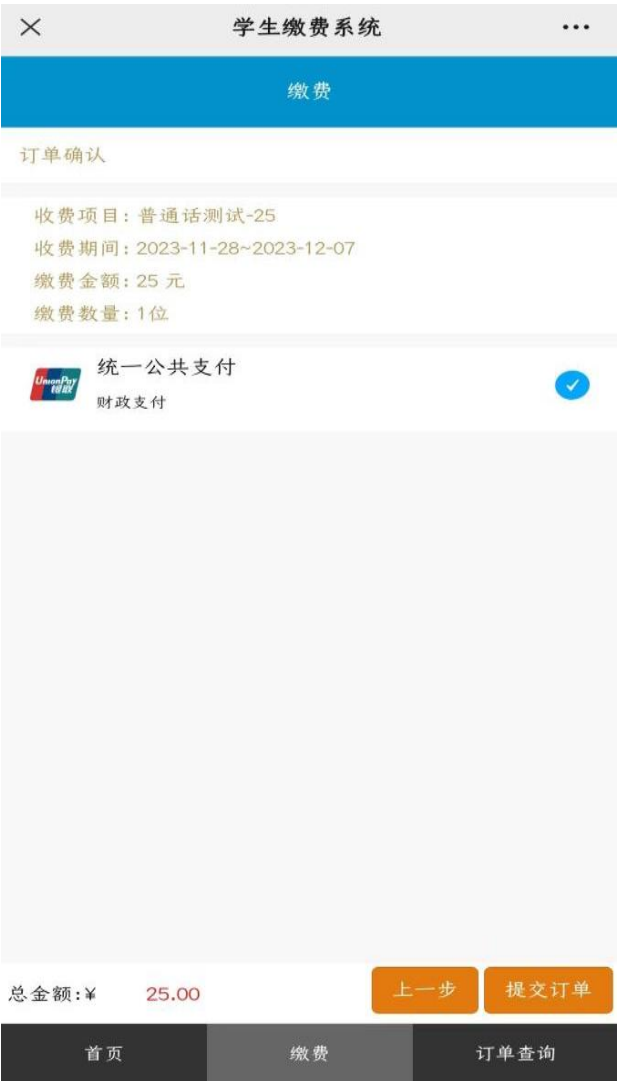 学生缴费系统
缴费
订单确认
收费项目:普通话测试-25
收费期间:2023-11-28~2023-12-07
缴费金额:25 元
缴费数量:1位
UnionPay
银联
统一公共支付
财政支付
总金额:¥ 25.00
上一步
提交订单
首页 缴费 订单查询